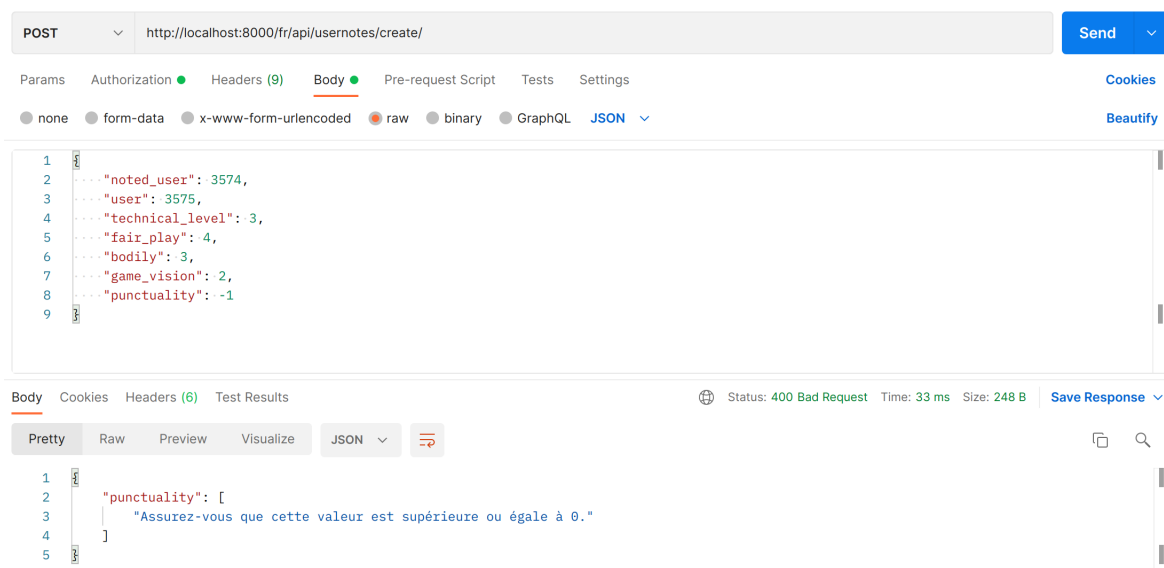 POST http://localhost:8000/fr/api/usernotes/create/ Send
Params Authorization Headers (9) Body Pre-request Script Tests Settings Cookies
none form-data x-www-form-urlencoded raw binary GraphQL JSON Beautify
1 {
2 "noted_user": 3574,
3 "user": 3575,
4 "technical_level": 3,
5 "fair_play": 4,
6 "bodily": 3,
7 "game_vision": 2,
8 "punctuality": -1
9 }
Body Cookies Headers (6) Test Results Status: 400 Bad Request Time: 33 ms Size: 248 B Save Response
Pretty Raw Preview Visualize JSON
1 {
2 "punctuality": [
3 "Assurez-vous que cette valeur est supérieure ou égale à 0."
4 ]
5 }